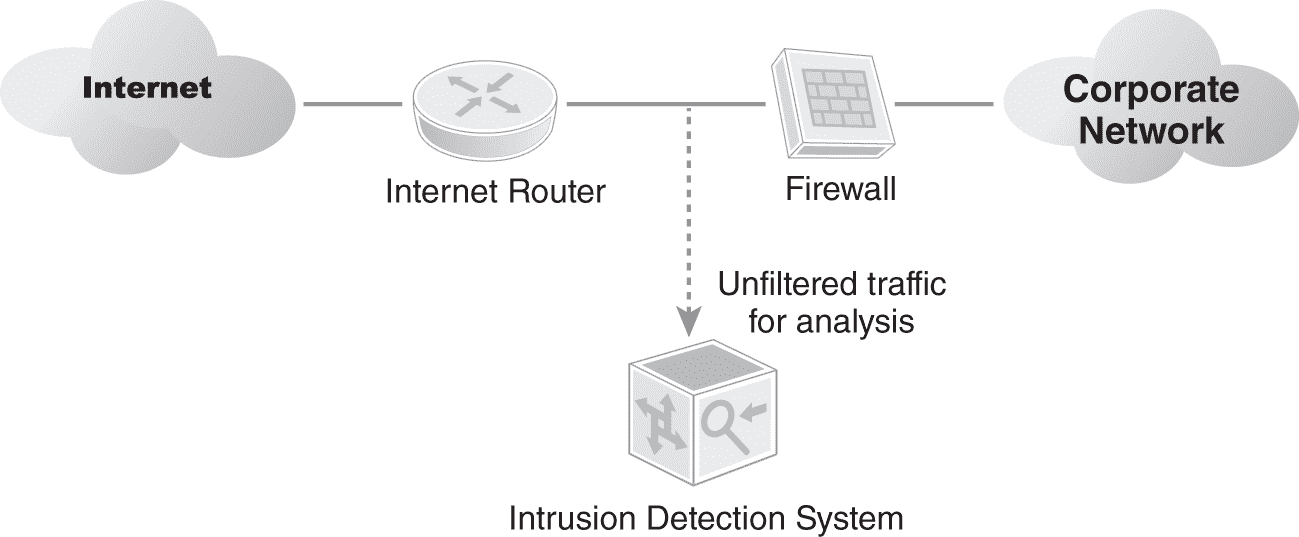 Internet
Corporate
Network
Internet Router
Firewall
Unfiltered traffic
for analysis
Intrusion Detection System